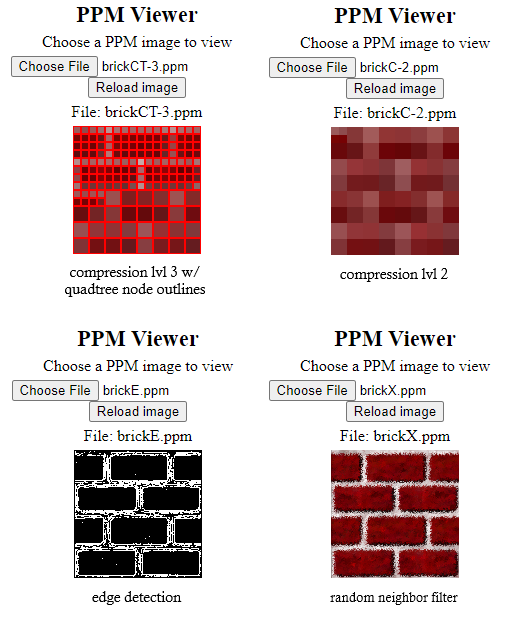 PPM Viewer
Choose a PPM image to view
Choose File brickCT-3.ppm
Reload image
File: brickCT-3.ppm
compression lvl 3 w/
quadtree node outlines
PPM Viewer
Choose a PPM image to view
Choose File brickC-2.ppm
Reload image
File: brickC-2.ppm
compression lvl 2
PPM Viewer
Choose a PPM image to view
Choose File brickE.ppm
Reload image
File: brickE.ppm
edge detection
PPM Viewer
Choose a PPM image to view
Choose File brickX.ppm
Reload image
File: brickX.ppm
random neighbor filter